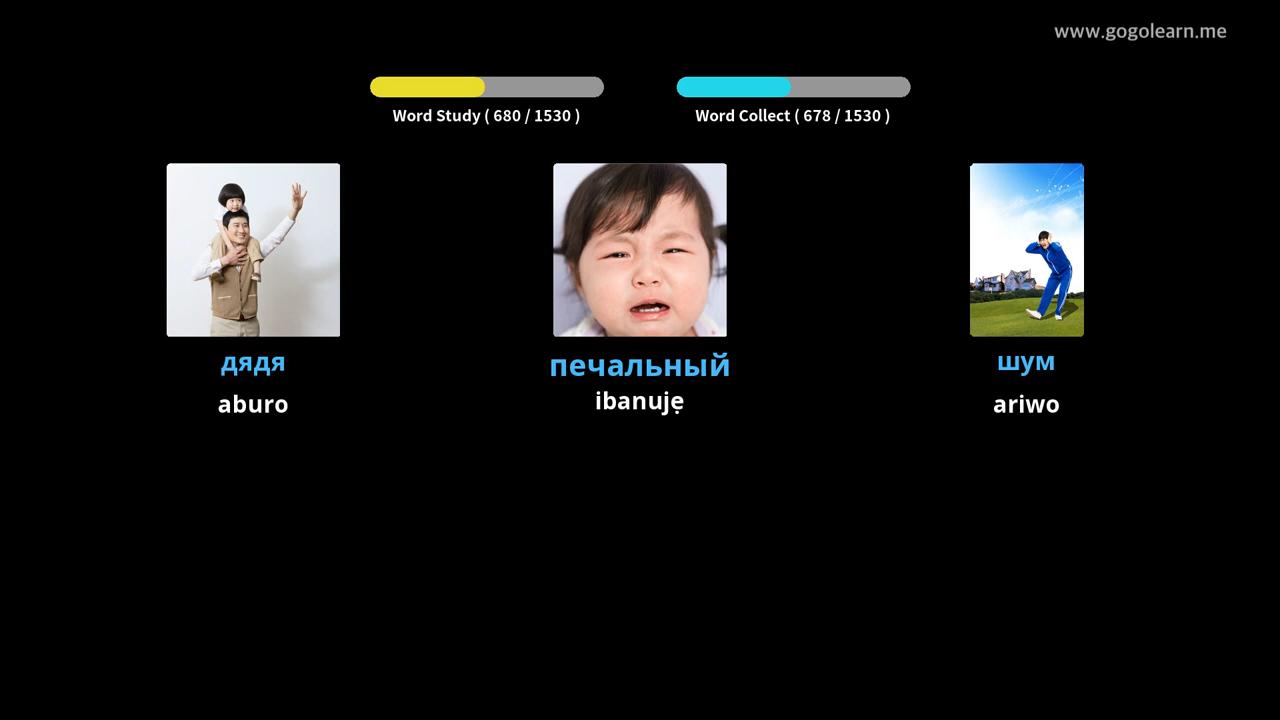 www.gogolearn.me
Word Study ( 680 / 1530 )
Word Collect ( 678 / 1530 )
дядя
печальный
шум
aburo
ibanujẹ
ariwo